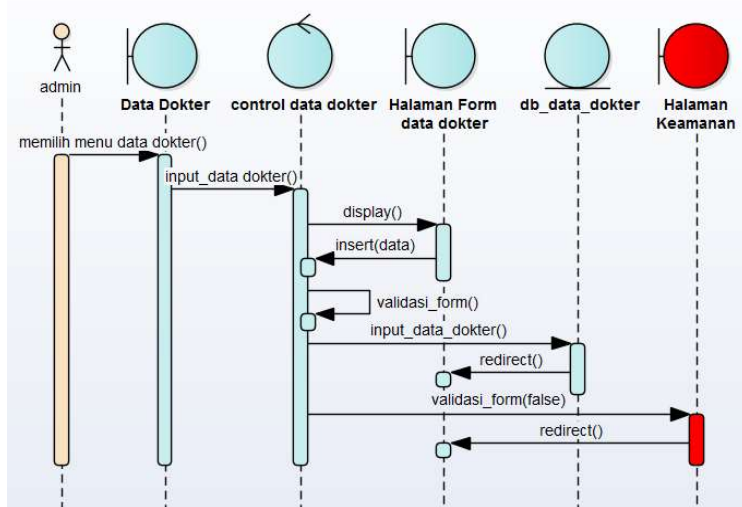 admin
Data Dokter
control data dokter
Halaman Form
data dokter
db_data_dokter
Halaman
Keamanan
memilih menu data dokter()
input_data dokter()
display()
insert(data)
validasi_form()
input_data_dokter()
redirect()
validasi_form(false)
redirect()